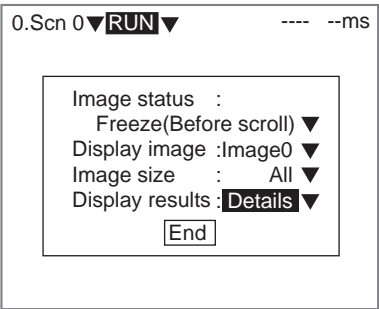 0.Scn 0▼RUN▼ ---- --ms
Image status :
Freeze(Before scroll) ▼
Display image :Image0 ▼
Image size : All ▼
Display results : Details ▼
End